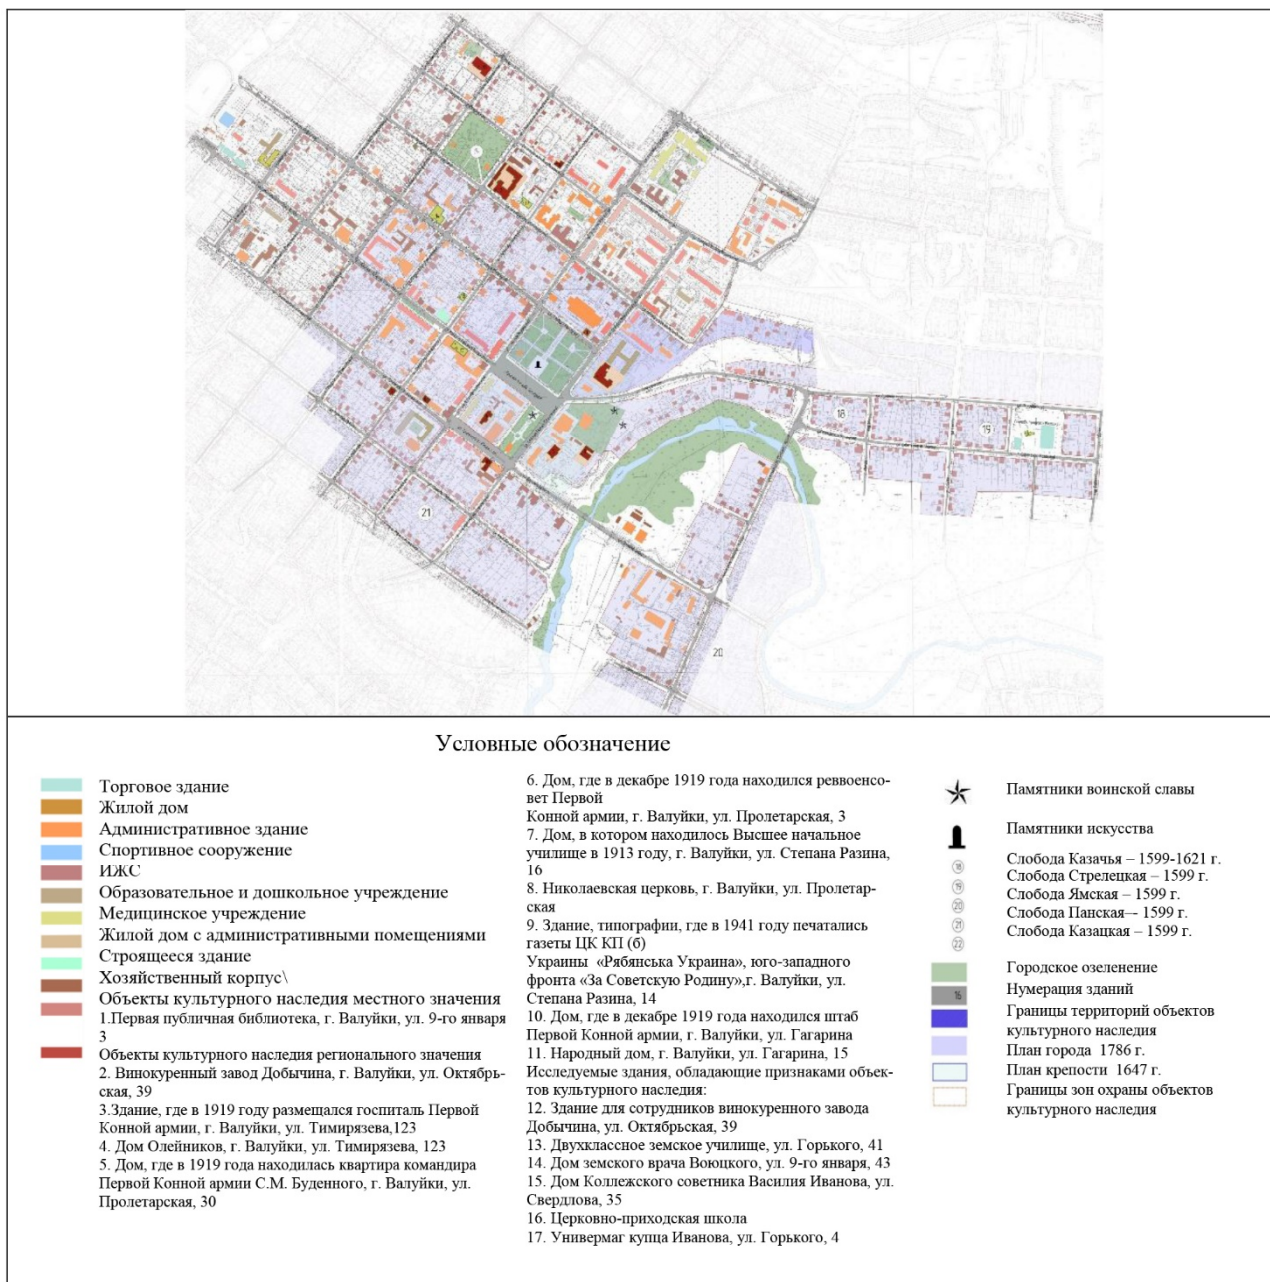 18
19
21
20
Условные обозначение
Торговое здание
Жилой дом
Административное здание
Спортивное сооружение
ИЖС
Образовательное и дошкольное учреждение
Медицинское учреждение
Жилой дом с административными помещениями
Строящееся здание
Хозяйственный корпус\
Объекты культурного наследия местного значения
1.Первая публичная библиотека, г. Валуйки, ул. 9-го января
3
Объекты культурного наследия регионального значения
2. Винокуренный завод Добычина, г. Валуйки, ул. Октябрь-
ская, 39
3.Здание, где в 1919 году размещался госпиталь Первой
Конной армии, г. Валуйки, ул. Тимирязева,123
4. Дом Олейников, г. Валуйки, ул. Тимирязева, 123
5. Дом, где в 1919 года находилась квартира командира
Первой Конной армии С.М. Буденного, г. Валуйки, ул.
Пролетарская, 30
6. Дом, где в декабре 1919 года находился реввоенсо-
вет Первой
Конной армии, г. Валуйки, ул. Пролетарская, 3
7. Дом, в котором находилось Высшее начальное
училище в 1913 году, г. Валуйки, ул. Степана Разина,
16
8. Николаевская церковь, г. Валуйки, ул. Пролетар-
ская
9. Здание, типографии, где в 1941 году печатались
газеты ЦК КП (б)
Украины «Рябянська Украина», юго-западного
фронта «За Советскую Родину»,г. Валуйки, ул.
Степана Разина, 14
10. Дом, где в декабре 1919 года находился штаб
Первой Конной армии, г. Валуйки, ул. Гагарина
11. Народный дом, г. Валуйки, ул. Гагарина, 15
Исследуемые здания, обладающие признаками объек-
тов культурного наследия:
12. Здание для сотрудников винокуренного завода
Добычина, ул. Октябрьская, 39
13. Двухклассное земское училище, ул. Горького, 41
14. Дом земского врача Воюцкого, ул. 9-го января, 43
15. Дом Коллежского советника Василия Иванова, ул.
Свердлова, 35
16. Церковно-приходская школа
17. Универмаг купца Иванова, ул. Горького, 4
Памятники воинской славы
Памятники искусства
18 Слобода Казачья – 1599-1621 г.
19 Слобода Стрелецкая – 1599 г.
20 Слобода Ямская – 1599 г.
21 Слобода Панская–- 1599 г.
22 Слобода Казацкая – 1599 г.
Городское озеленение
15 Нумерация зданий
Границы территорий объектов
культурного наследия
План города 1786 г.
План крепости 1647 г.
Границы зон охраны объектов
культурного наследия